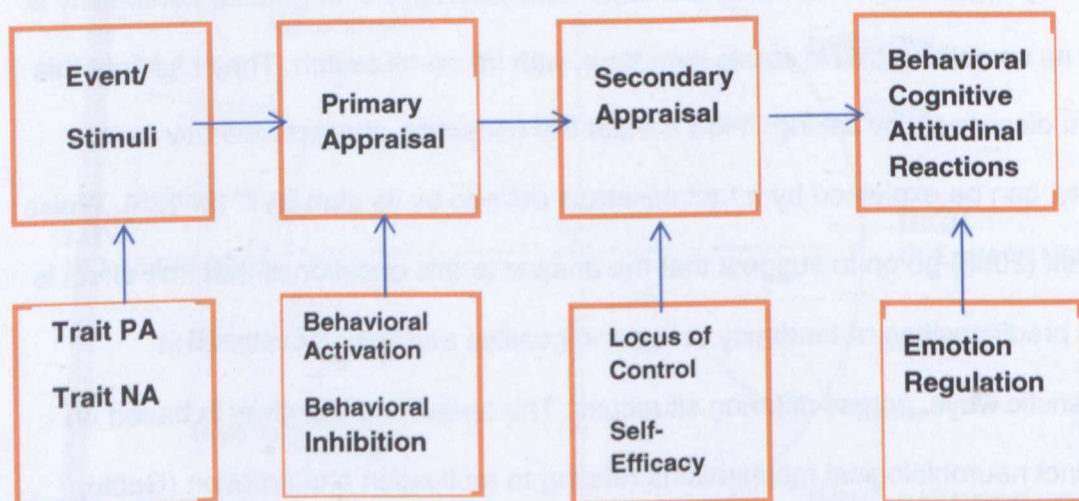 Event/
Stimuli
Primary
Appraisal
Secondary
Appraisal
Behavioral
Cognitive
Attitudinal
Reactions
Trait PA
Trait NA
Behavioral
Activation
Behavioral
Inhibition
Locus of
Control
Self-
Efficacy
Emotion
Regulation